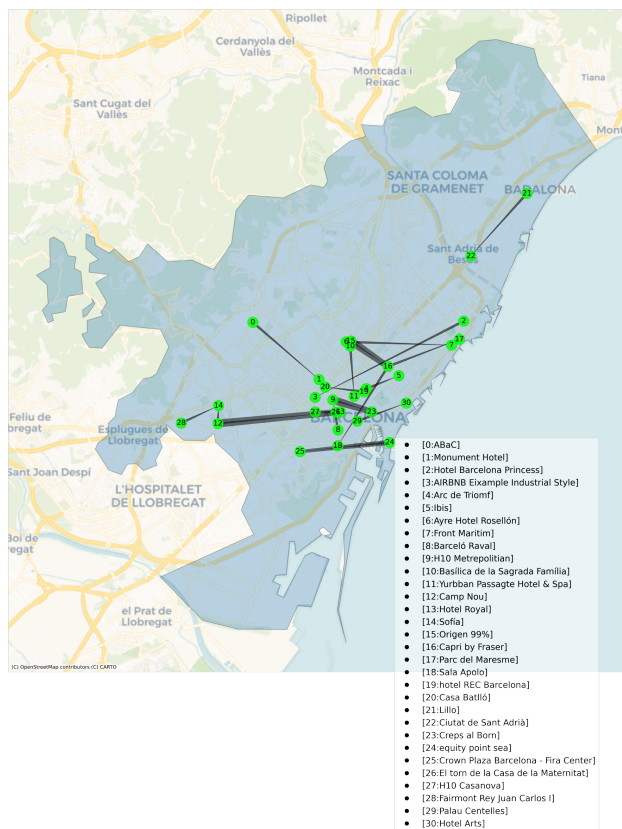 Ripollet
Cerdanyola del
Vallès
Montcada i
Reixac
Tiana
Sant Cugat del
Vallès
Mont
SANTA COLOMA
DE GRAMENET
BADALONA
21
Sant Adrià de
Besòs
22
0
2
6
15
10
17
7
16
1
20
5
4
19
11
3
9
30
14
27
26
13
23
28
12
BARCELONA
29
Feliu de
bregat
Esplugues de
Llobregat
8
18
24
25
Sant Joan Despí
L'HOSPITALET
DE LLOBREGAT
Boi de
regat
el Prat de
Llobregat
(C) OpenStreetMap contributors (C) CARTO
[0:ABaC]
[1:Monument Hotel]
[2:Hotel Barcelona Princess]
[3:AIRBNB Eixample Industrial Style]
[4:Arc de Triomf]
[5:Ibis]
[6:Ayre Hotel Rosellón]
[7:Front Maritim]
[8:Barceló Raval]
[9:H10 Metrepolitian]
[10:Basílica de la Sagrada Família]
[11:Yurbban Passagte Hotel & Spa]
[12:Camp Nou]
[13:Hotel Royal]
[14:Sofía]
[15:Origen 99%]
[16:Capri by Fraser]
[17:Parc del Maresme]
[18:Sala Apolo]
[19:hotel REC Barcelona]
[20:Casa Batlló]
[21:Lillo]
[22:Ciutat de Sant Adrià]
[23:Creps al Born]
[24:equity point sea]
[25:Crown Plaza Barcelona - Fira Center]
[26:El torn de la Casa de la Maternitat]
[27:H10 Casanova]
[28:Fairmont Rey Juan Carlos I]
[29:Palau Centelles]
[30:Hotel Arts]